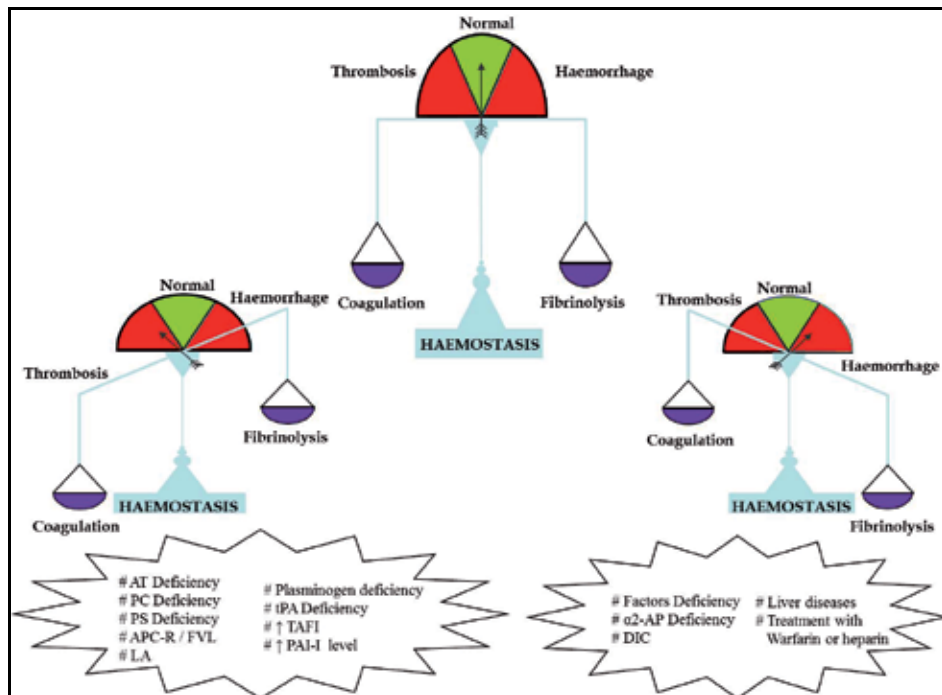 Normal
Thrombosis
Haemorrhage
Coagulation
Fibrinolysis
HAEMOSTASIS
Normal
Haemorrhage
Thrombosis
Fibrinolysis
Coagulation
HAEMOSTASIS
Normal
Thrombosis
Haemorrhage
Coagulation
Fibrinolysis
HAEMOSTASIS
# AT Deficiency
# PC Deficiency
# PS Deficiency
# APC-R / FVL
# LA
# Plasminogen deficiency
# tPA Deficiency
# ↑ TAFI
# ↑ PAI-I level
# Factors Deficiency
# α2-AP Deficiency
# DIC
# Liver diseases
# Treatment with
Warfarin or heparin